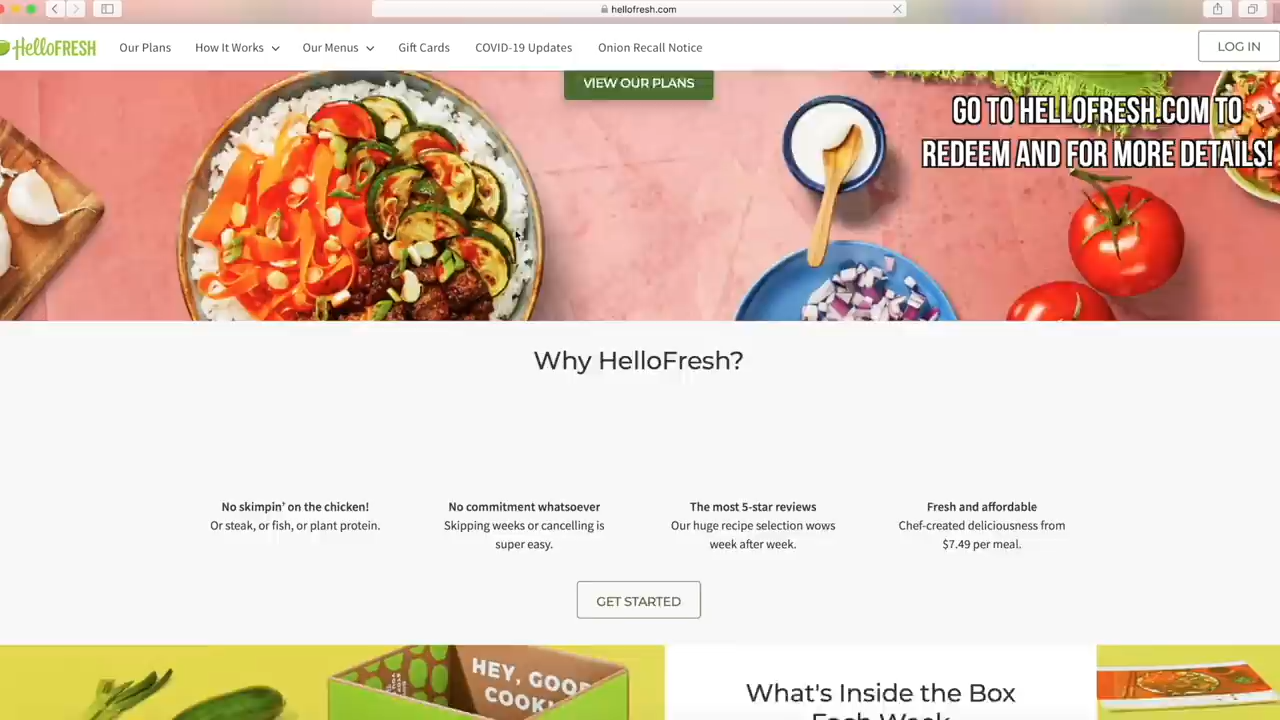 hellofresh.com
HelloFRESH
Our Plans
How It Works
Our Menus
Gift Cards
COVID-19 Updates
Onion Recall Notice
LOG IN
VIEW OUR PLANS
GO TO HELLOFRESH.COM TO
REDEEM AND FOR MORE DETAILS!
Why HelloFresh?
No skimpin' on the chicken!
Or steak, or fish, or plant protein.
No commitment whatsoever
Skipping weeks or cancelling is
super easy.
The most 5-star reviews
Our huge recipe selection wows
week after week.
Fresh and affordable
Chef-created deliciousness from
$7.49 per meal.
GET STARTED
HEY, GOOD
COOK
What's Inside the Box
Each Week